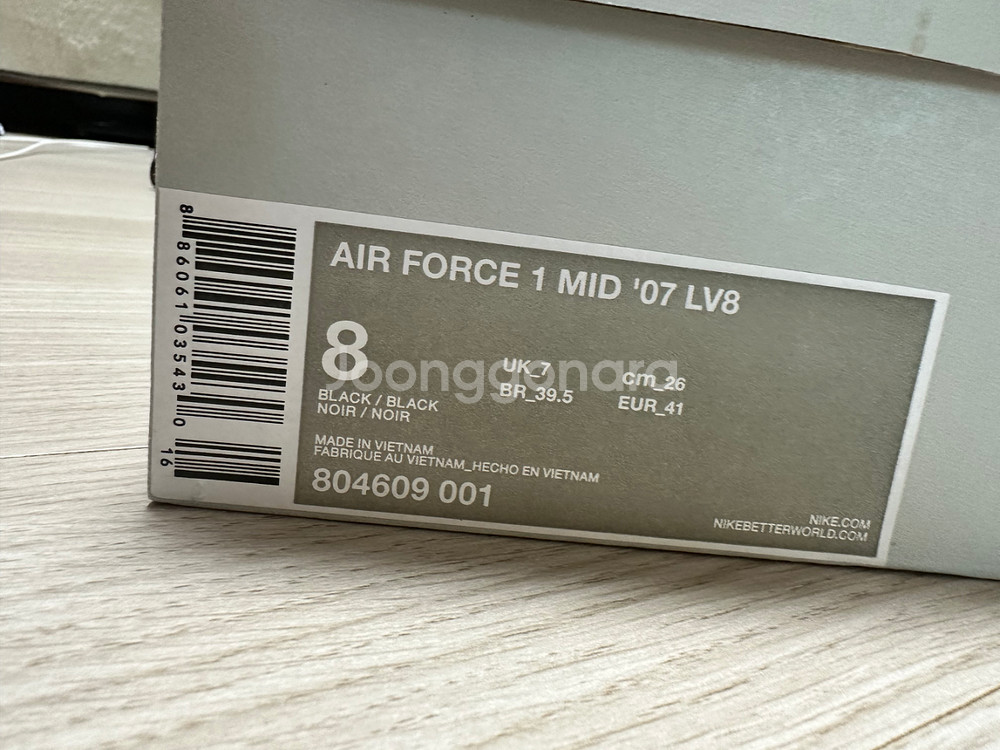 AIR FORCE 1 MID '07 LV8
8
UK_7
cm_26
BR_39.5
EUR_41
BLACK / BLACK
NOIR / NOIR
MADE IN VIETNAM
FABRIQUE AU VIETNAM_HECHO EN VIETNAM
804609 001
NIKE.COM
NIKEBETTERWORLD.COM
8 86061 03543 0 16
Joonggonara